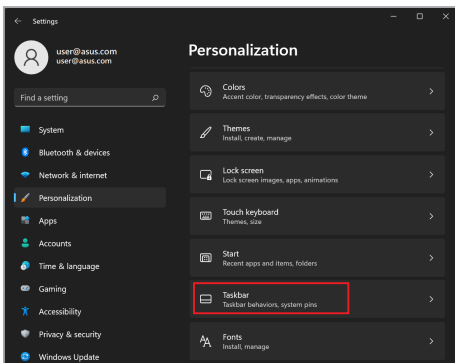 Settings
user@asus.com
user@asus.com
Find a setting
System
Bluetooth & devices
Network & internet
Personalization
Apps
Accounts
Time & language
Gaming
Accessibility
Privacy & security
Windows Update
Personalization
Colors
Accent color, transparency effects, color theme
Themes
Install, create, manage
Lock screen
Lock screen images, apps, animations
Touch keyboard
Themes, size
Start
Recent apps and items, folders
Taskbar
Taskbar behaviors, system pins
Fonts
Install, manage